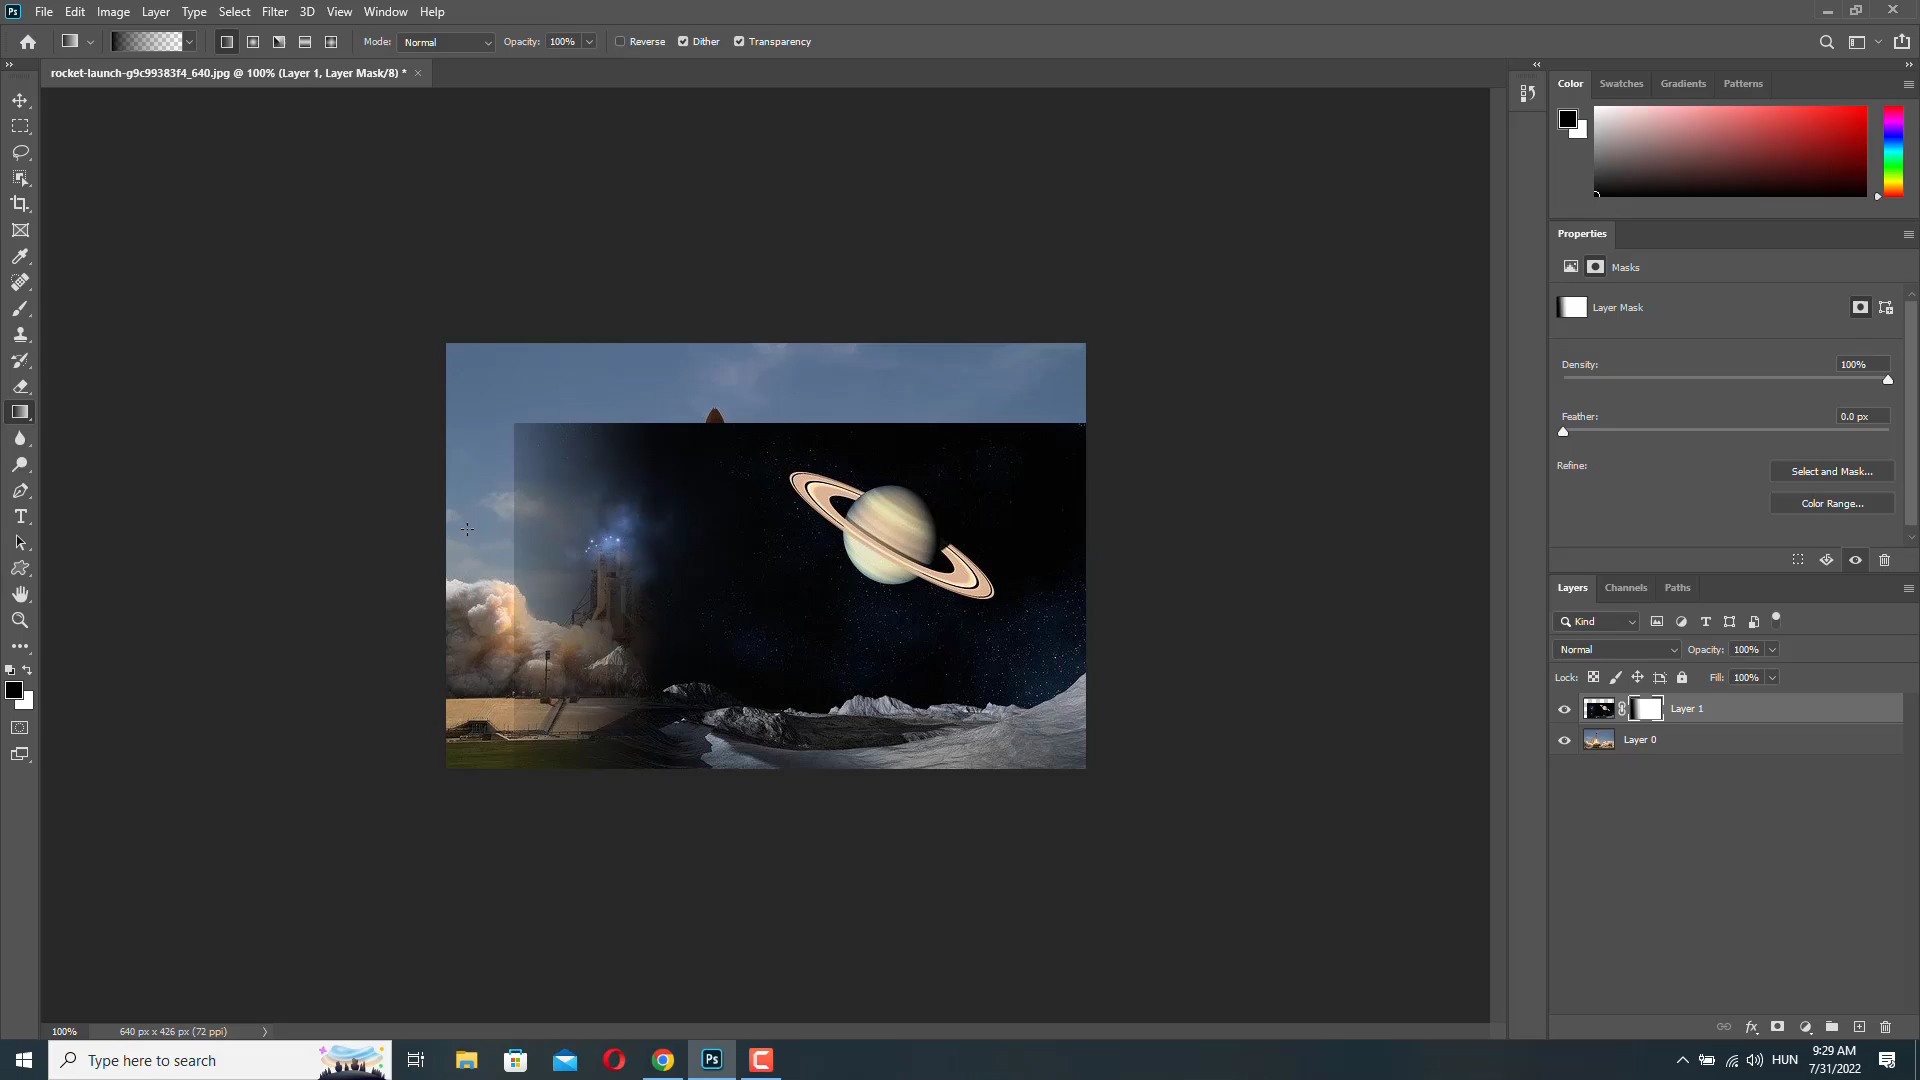 Ps File Edit Image Layer Type Select Filter 3D View Window Help
Mode: Normal Opacity: 100% Reverse Dither Transparency
rocket-launch-g9c99383f4_640.jpg @ 100% (Layer 1, Layer Mask/8) * ×
Color Swatches Gradients Patterns
Properties
Masks
Layer Mask
Density: 100%
Feather: 0.0 px
Refine: Select and Mask...
Color Range...
Layers Channels Paths
Kind
Normal Opacity: 100%
Lock: Fill: 100%
Layer 1
Layer 0
fx
100% 640 px x 426 px (72 ppi)
Type here to search
Ps
HUN
9:29 AM
7/31/2022